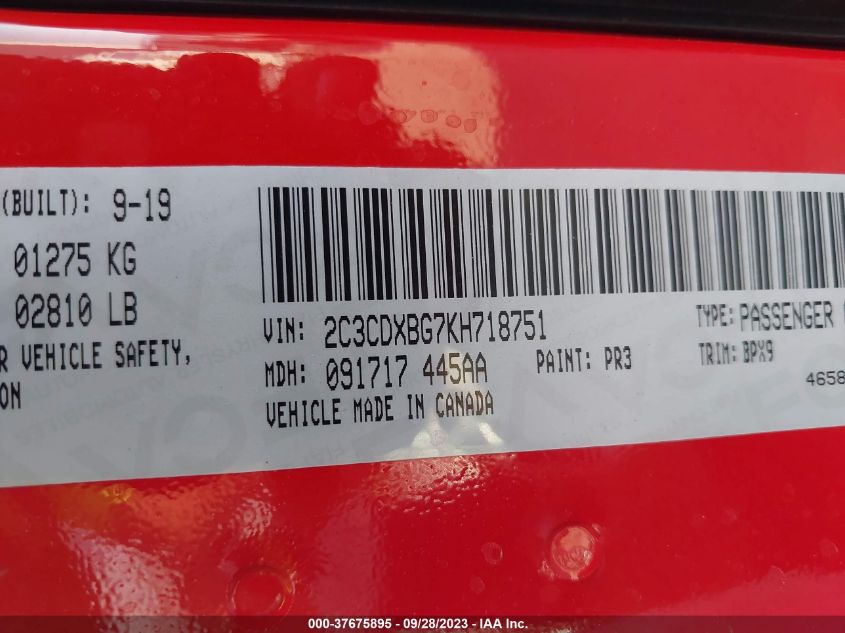 (BUILT): 9-19
01275 KG
02810 LB
R VEHICLE SAFETY,
ON
VIN: 2C3CDXBG7KH718751
TYPE: PASSENGER
MDH: 091717 445AA
PAINT: PR3
TRIM: BPX9
VEHICLE MADE IN CANADA
4658
000-37675895 - 09/28/2023 - IAA Inc.